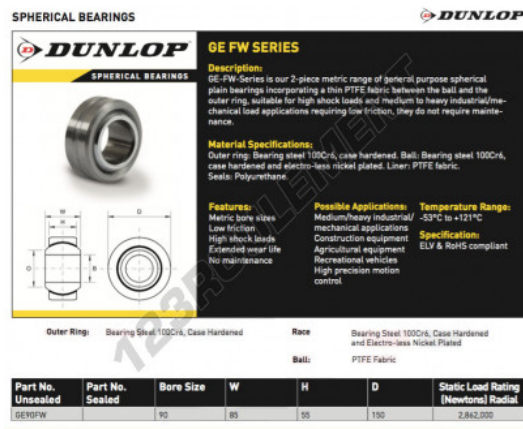 SPHERICAL BEARINGS
DUNLOP
DUNLOP
SPHERICAL BEARINGS
GE FW SERIES
Description:
GE-FW-Series is our 2-piece metric range of general purpose spherical
plain bearings incorporating a thin PTFE fabric between the ball and the
outer ring, suitable for high shock loads and medium to heavy industrial/me-
chanical load applications requiring low friction, they do not require mainte-
nance.
Material Specifications:
Outer ring: Bearing steel 100Cr6, case hardened. Ball: Bearing steel 100Cr6,
case hardened and electro-less nickel plated. Liner: PTFE fabric.
Seals: Polyurethane.
Features:
Metric bore sizes
Low friction
High shock loads
Extended wear life
No maintenance
Possible Applications:
Medium/heavy industrial/
mechanical applications
Construction equipment
Agricultural equipment
Recreational vehicles
High precision motion
control
Temperature Range:
-53°C to +121°C
Specification:
ELV & RoHS compliant
W
H
D
O
B
123ROULEMENT
Outer Ring: Bearing Steel 100Cr6, Case Hardened
Race Bearing Steel 100Cr6, Case Hardened
and Electro-less Nickel Plated
Ball: PTFE Fabric
Part No. Unsealed Part No. Sealed Bore Size W H D Static Load Rating (Newtons) Radial
GE90FW 90 85 55 150 2,862,000